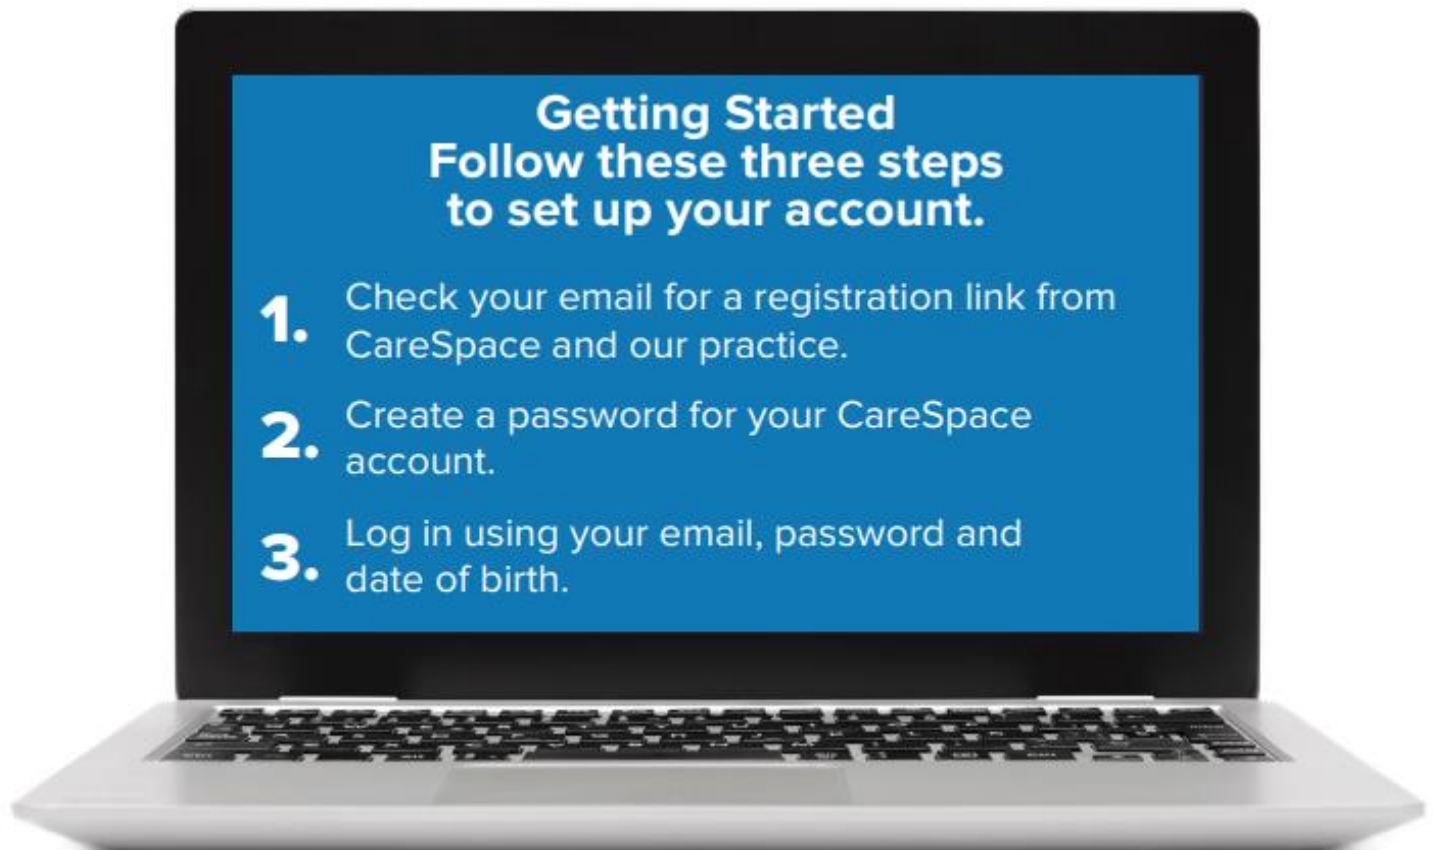 Getting Started
Follow these three steps
to set up your account.
1. Check your email for a registration link from
CareSpace and our practice.
2. Create a password for your CareSpace
account.
3. Log in using your email, password and
date of birth.